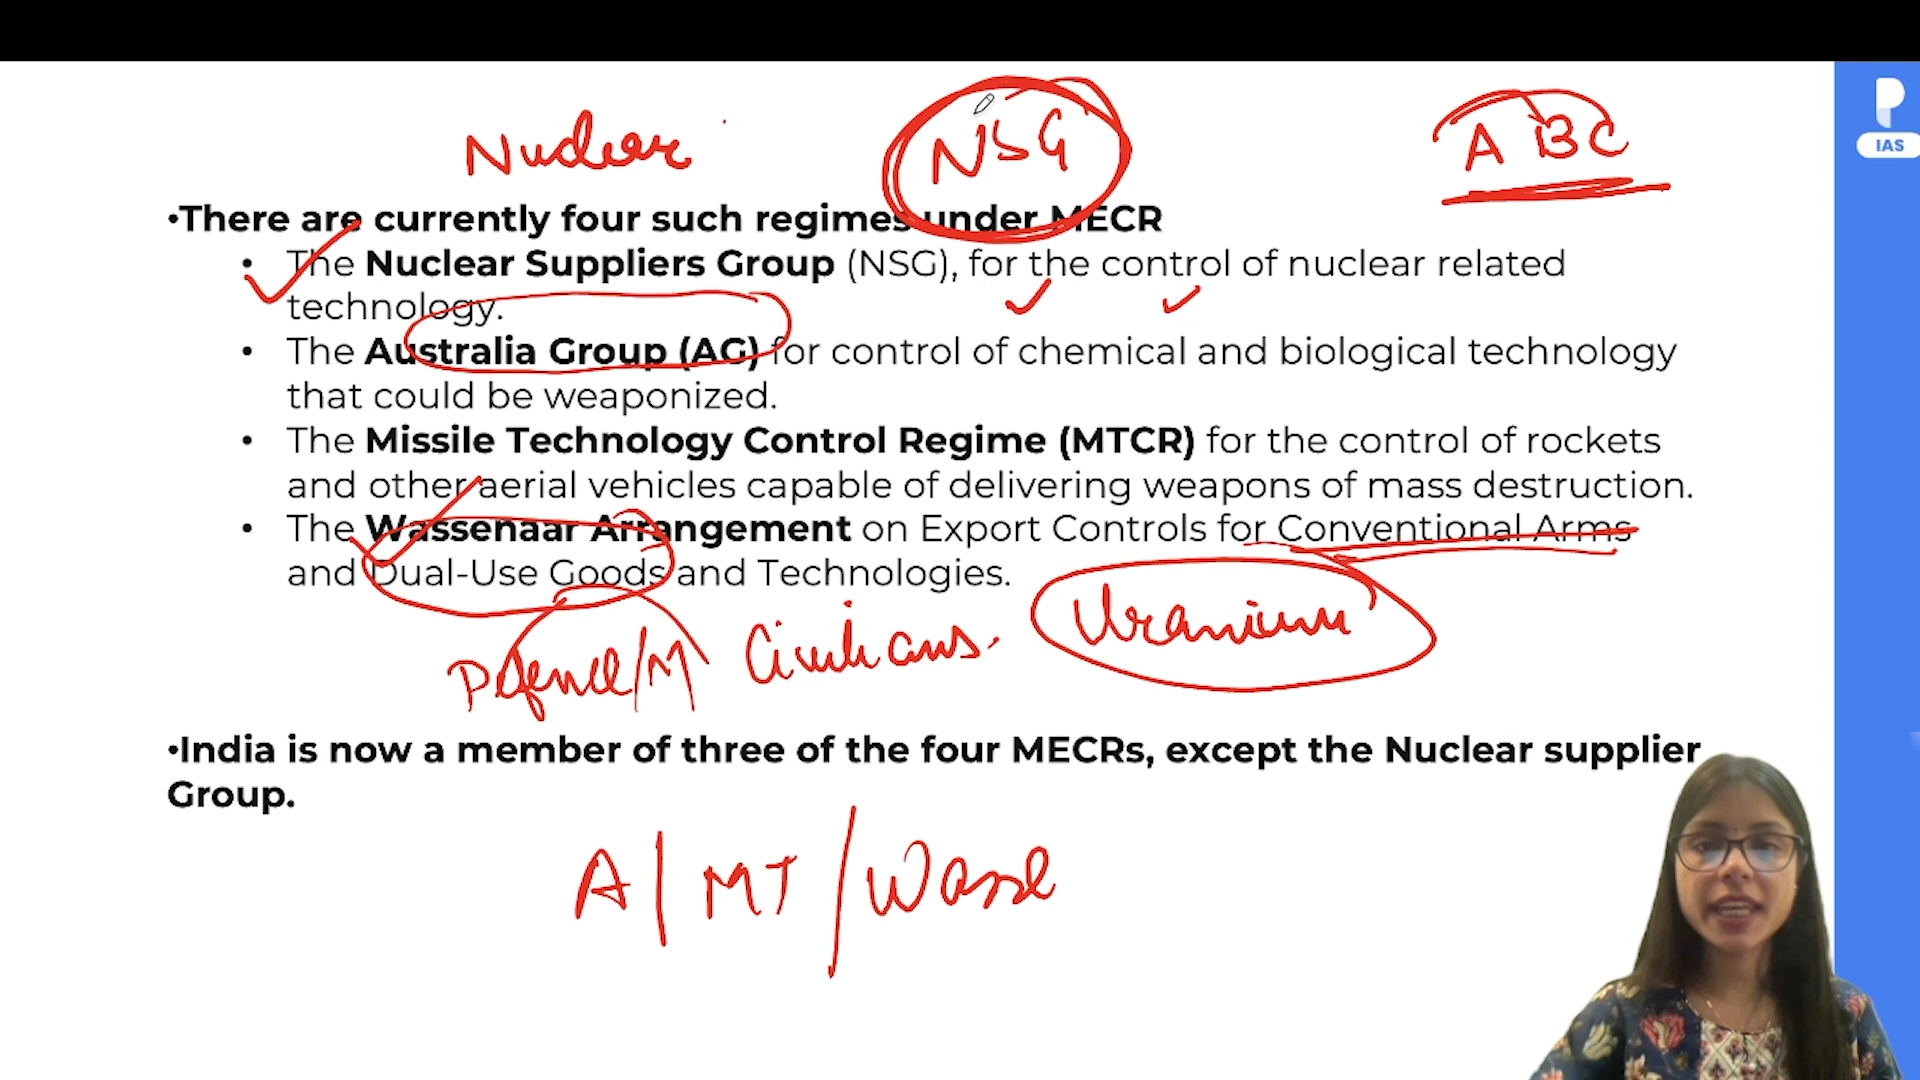 Nuclear NSG ABC
IAS
•There are currently four such regimes under MECR
• The Nuclear Suppliers Group (NSG), for the control of nuclear related
technology.
• The Australia Group (AG) for control of chemical and biological technology
that could be weaponized.
• The Missile Technology Control Regime (MTCR) for the control of rockets
and other aerial vehicles capable of delivering weapons of mass destruction.
• The Wassenaar Arrangement on Export Controls for Conventional Arms
and Dual-Use Goods and Technologies.
Defence/M Civilians. Uranium
•India is now a member of three of the four MECRs, except the Nuclear supplier
Group.
A/MT/Wasse